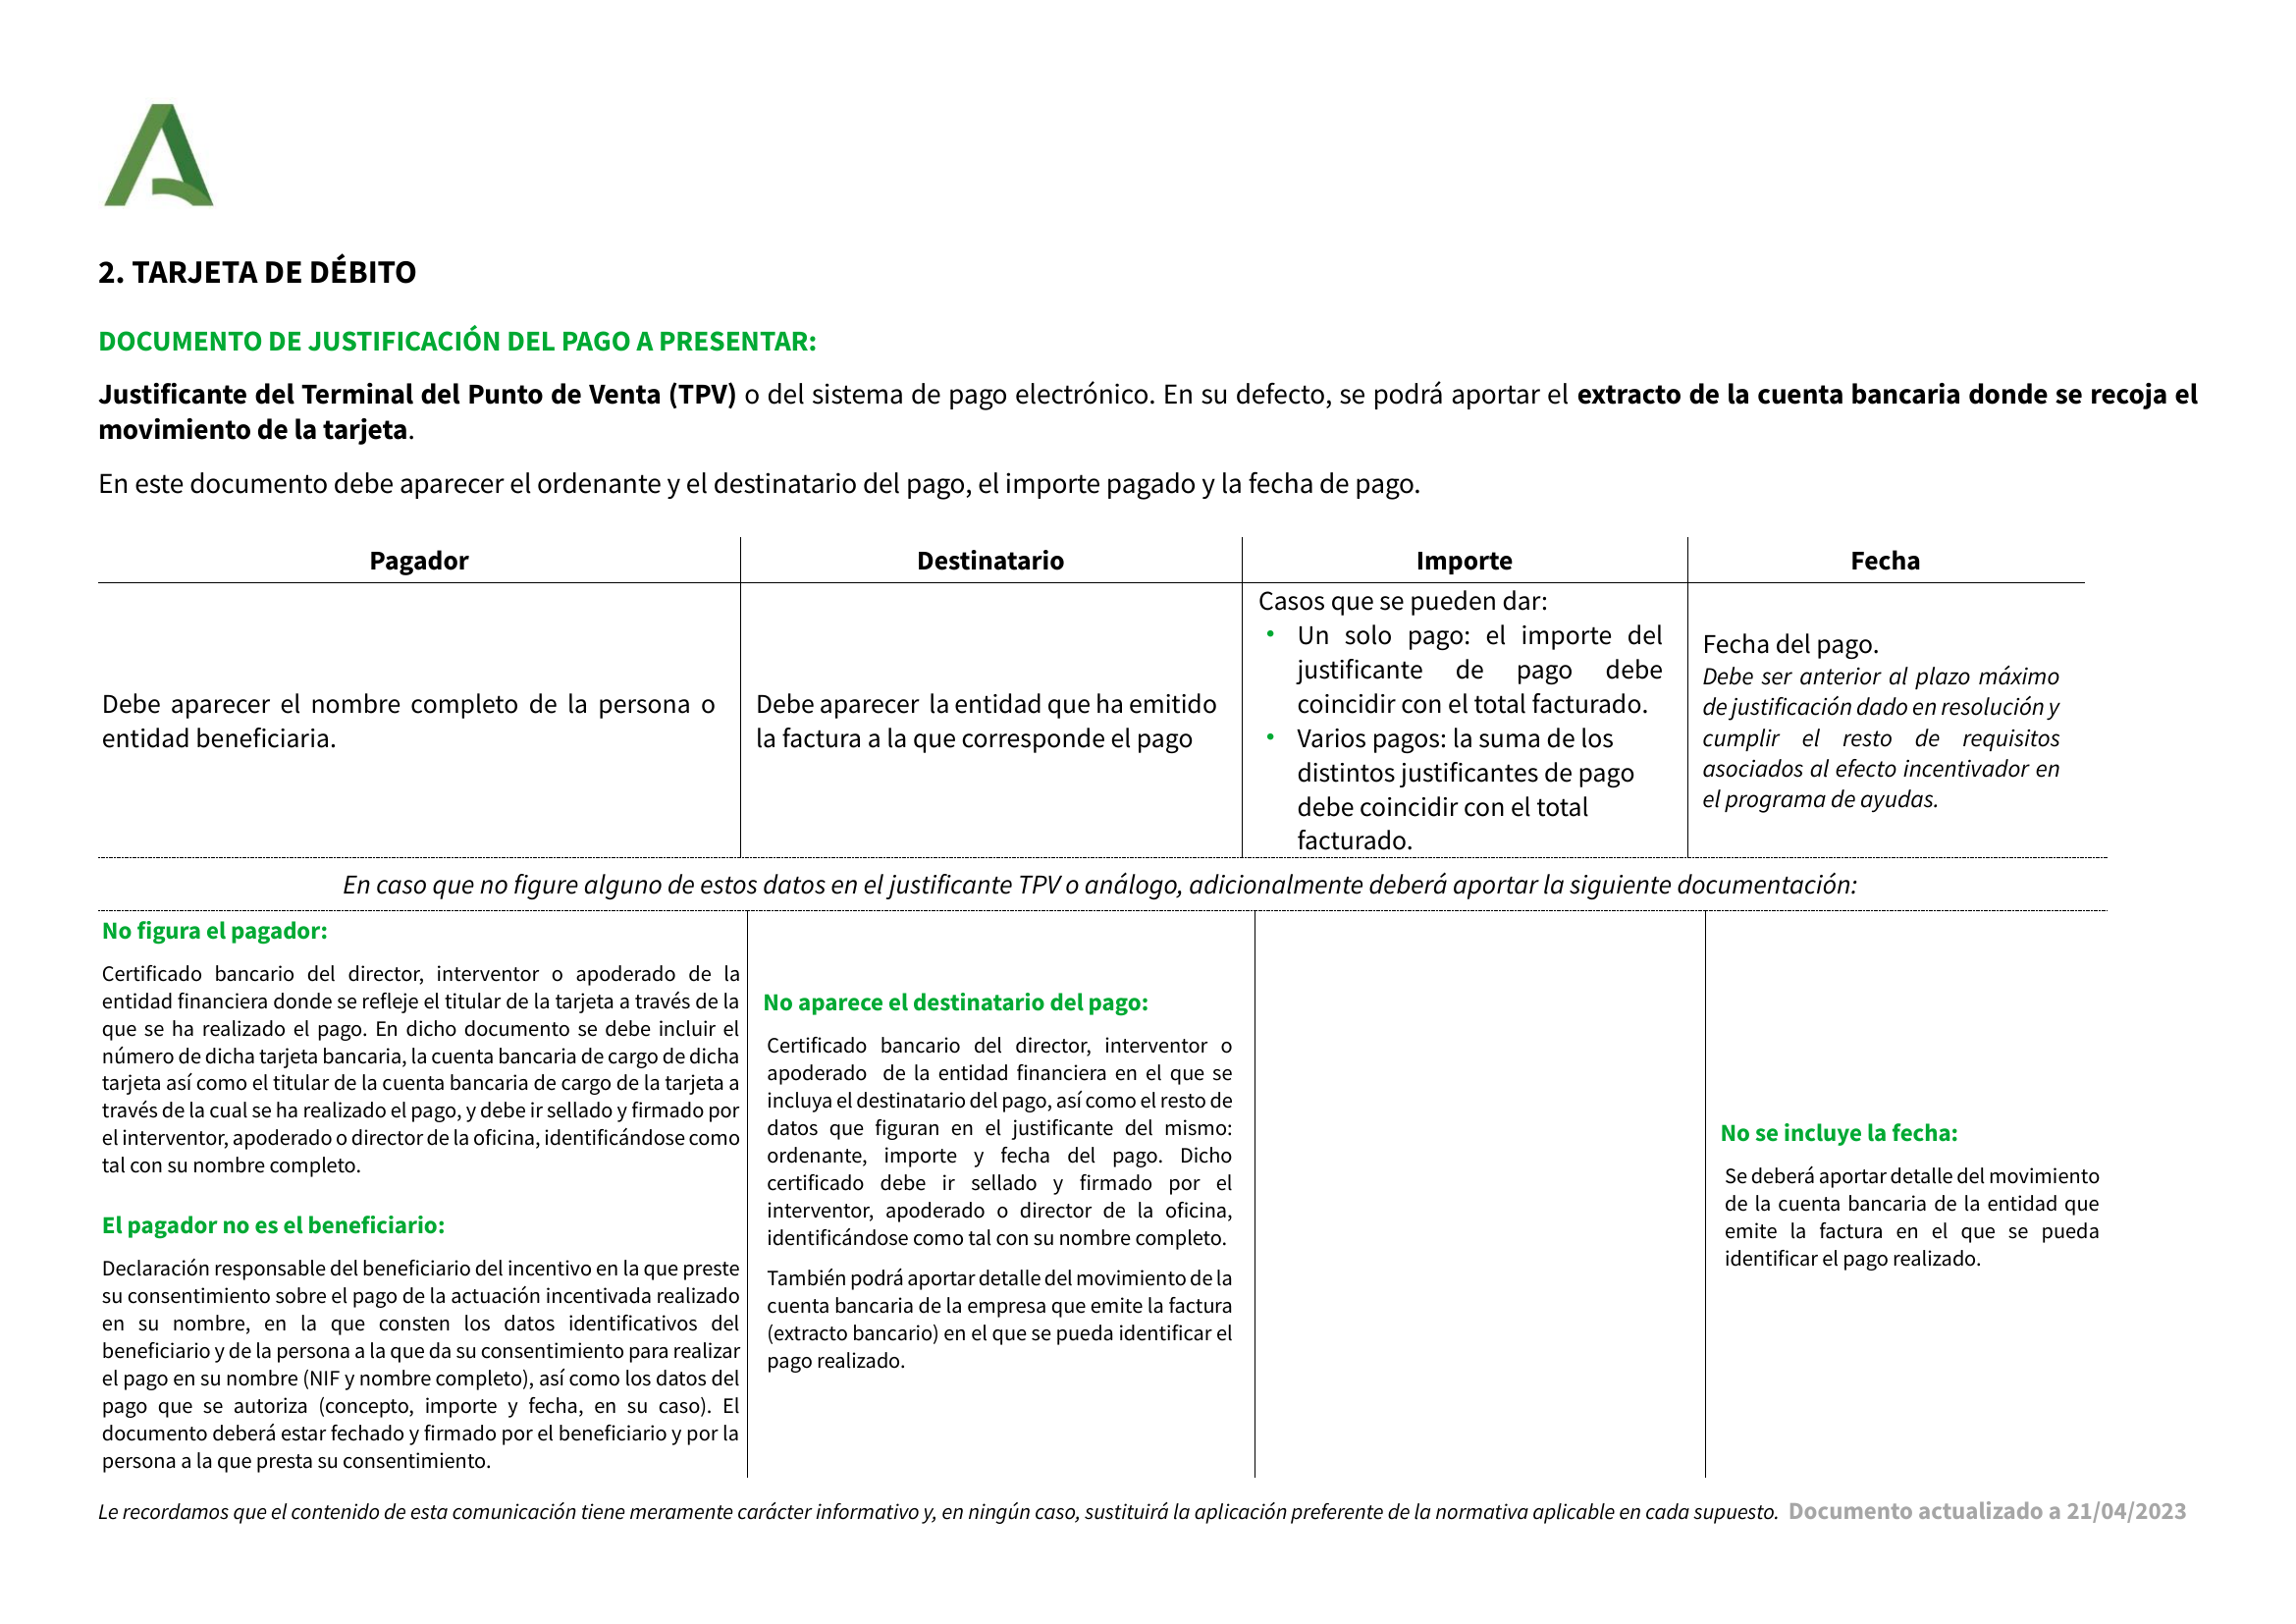 2. TARJETA DE DÉBITO
DOCUMENTO DE JUSTIFICACIÓN DEL PAGO A PRESENTAR:
Justificante del Terminal del Punto de Venta (TPV) o del sistema de pago electrónico. En su defecto, se podrá aportar el extracto de la cuenta bancaria donde se recoja el
movimiento de la tarjeta.
En este documento debe aparecer el ordenante y el destinatario del pago, el importe pagado y la fecha de pago.
Pagador
Destinatario
Importe
Fecha
Debe aparecer el nombre completo de la persona o
entidad beneficiaria.
Debe aparecer la entidad que ha emitido
la factura a la que corresponde el pago
Casos que se pueden dar:
• Un solo pago: el importe del
justificante de pago debe
coincidir con el total facturado.
• Varios pagos: la suma de los
distintos justificantes de pago
debe coincidir con el total
facturado.
Fecha del pago.
Debe ser anterior al plazo máximo
de justificación dado en resolución y
cumplir el resto de requisitos
asociados al efecto incentivador en
el programa de ayudas.
En caso que no figure alguno de estos datos en el justificante TPV o análogo, adicionalmente deberá aportar la siguiente documentación:
No figura el pagador:
Certificado bancario del director, interventor o apoderado de la
entidad financiera donde se refleje el titular de la tarjeta a través de la
que se ha realizado el pago. En dicho documento se debe incluir el
número de dicha tarjeta bancaria, la cuenta bancaria de cargo de dicha
tarjeta así como el titular de la cuenta bancaria de cargo de la tarjeta a
través de la cual se ha realizado el pago, y debe ir sellado y firmado por
el interventor, apoderado o director de la oficina, identificándose como
tal con su nombre completo.
El pagador no es el beneficiario:
Declaración responsable del beneficiario del incentivo en la que preste
su consentimiento sobre el pago de la actuación incentivada realizado
en su nombre, en la que consten los datos identificativos del
beneficiario y de la persona a la que da su consentimiento para realizar
el pago en su nombre (NIF y nombre completo), así como los datos del
pago que se autoriza (concepto, importe y fecha, en su caso). El
documento deberá estar fechado y firmado por el beneficiario y por la
persona a la que presta su consentimiento.
No aparece el destinatario del pago:
Certificado bancario del director, interventor o
apoderado de la entidad financiera en el que se
incluya el destinatario del pago, así como el resto de
datos que figuran en el justificante del mismo:
ordenante, importe y fecha del pago. Dicho
certificado debe ir sellado y firmado por el
interventor, apoderado o director de la oficina,
identificándose como tal con su nombre completo.
También podrá aportar detalle del movimiento de la
cuenta bancaria de la empresa que emite la factura
(extracto bancario) en el que se pueda identificar el
pago realizado.
No se incluye la fecha:
Se deberá aportar detalle del movimiento
de la cuenta bancaria de la entidad que
emite la factura en el que se pueda
identificar el pago realizado.
Le recordamos que el contenido de esta comunicación tiene meramente carácter informativo y, en ningún caso, sustituirá la aplicación preferente de la normativa aplicable en cada supuesto. Documento actualizado a 21/04/2023